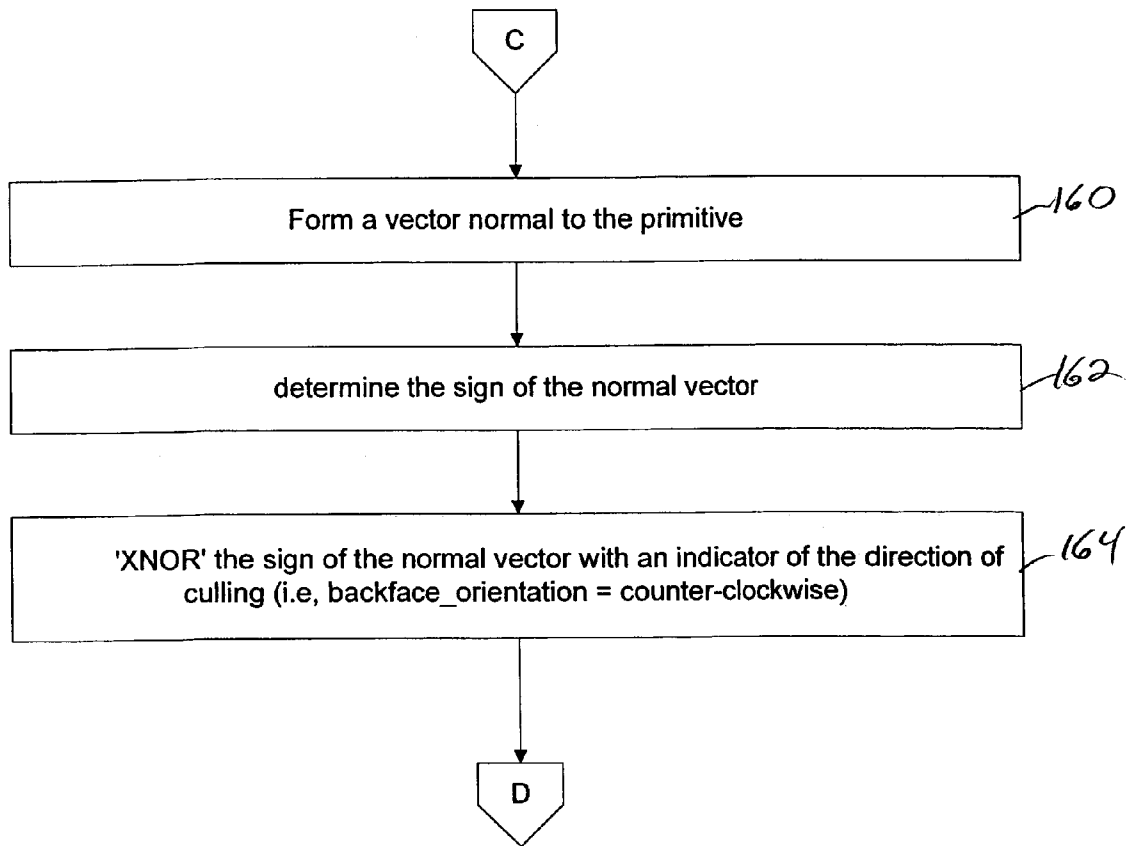 C
Form a vector normal to the primitive
160
determine the sign of the normal vector
162
'XNOR' the sign of the normal vector with an indicator of the direction of
culling (i.e, backface_orientation = counter-clockwise)
164
D